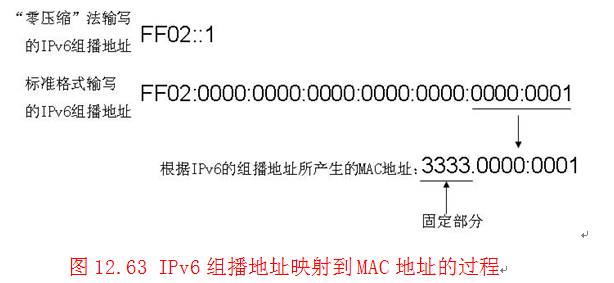 “零压缩”法输写
的IPv6组播地址
FF02::1
标准格式输写
的IPv6组播地址
FF02:0000:0000:0000:0000:0000:0000:0001
根据IPv6的组播地址所产生的MAC地址：3333.0000:0001
固定部分
图 12.63 IPv6 组播地址映射到 MAC 地址的过程